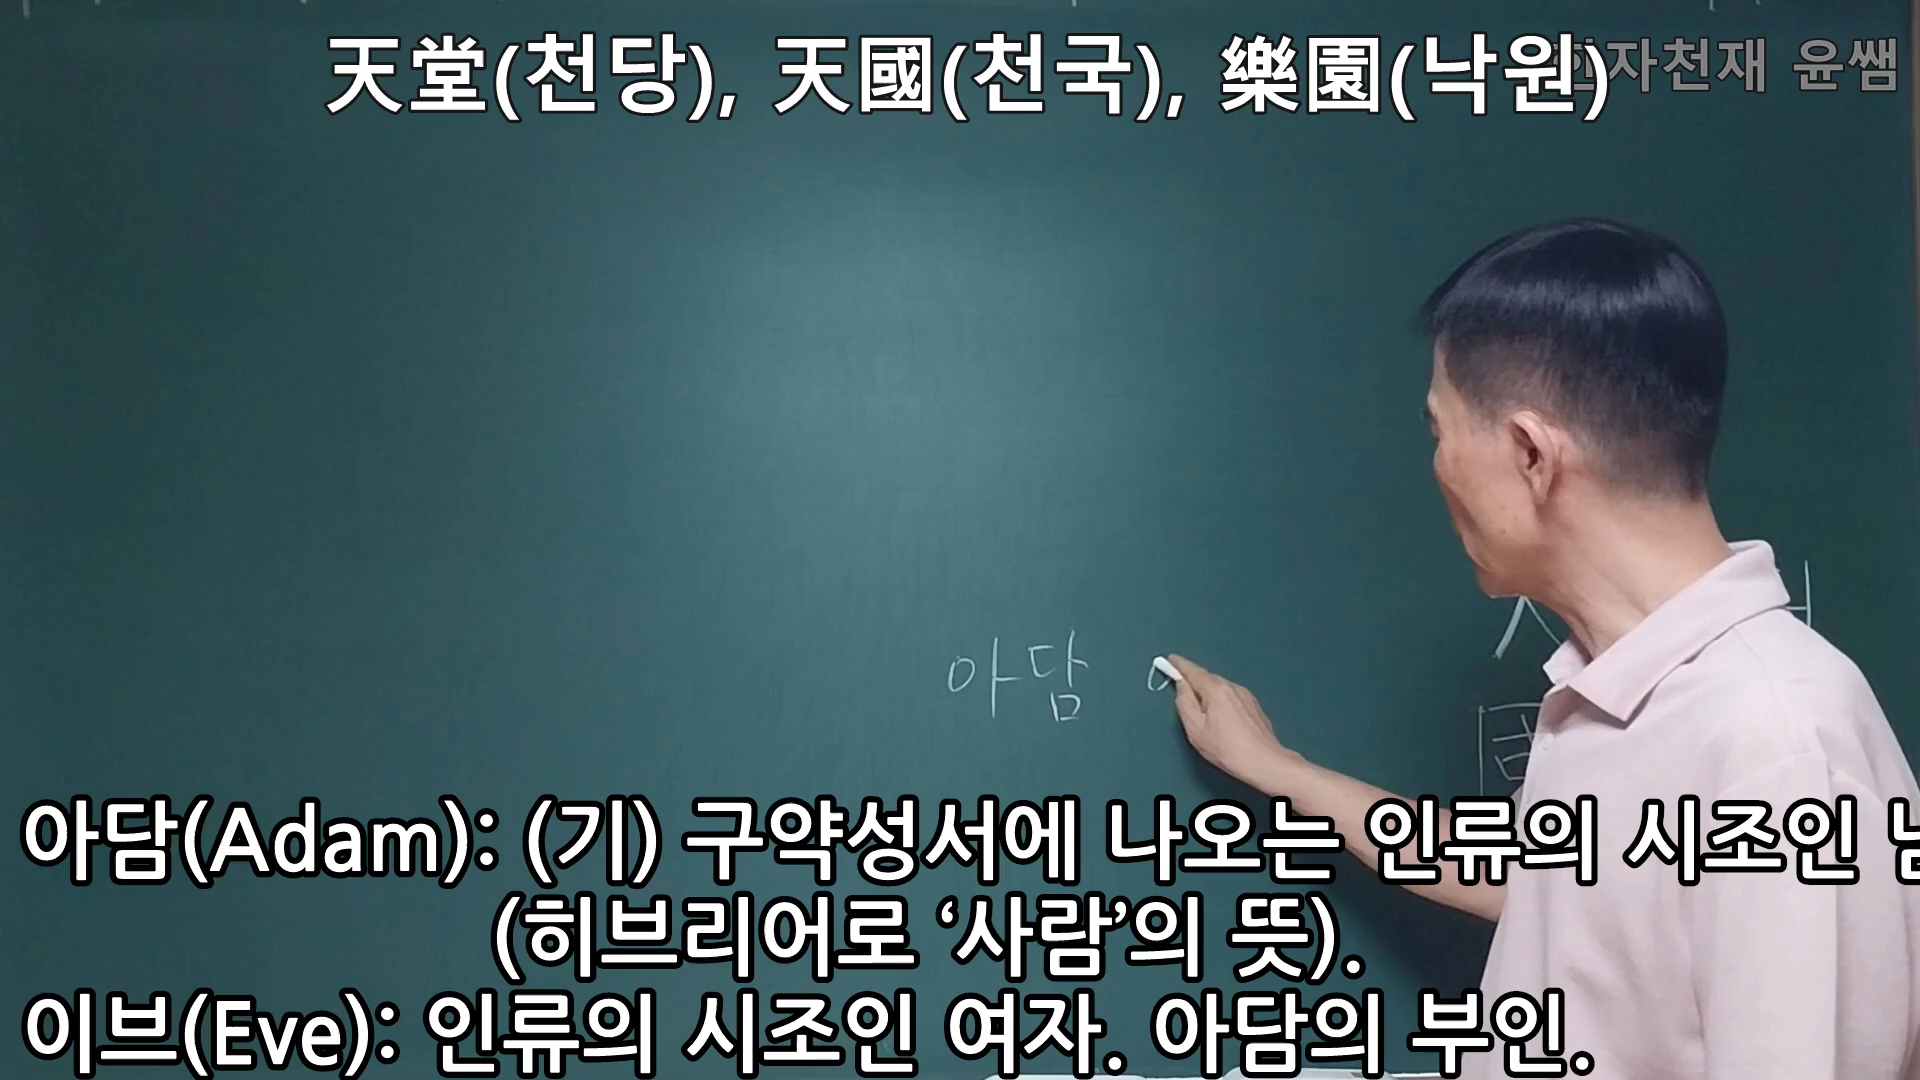 天堂(천당), 天國(천국), 樂園(낙원)
한자천재 윤쌤
아담
아담(Adam): (기) 구약성서에 나오는 인류의 시조인
(히브리어로 ‘사람’의 뜻).
이브(Eve): 인류의 시조인 여자. 아담의 부인.